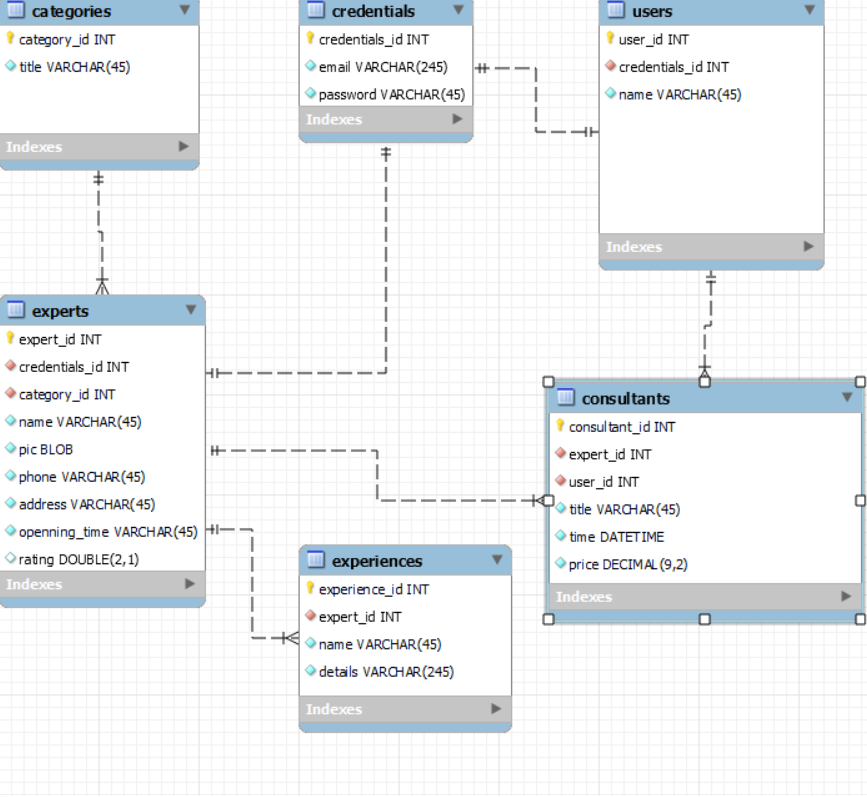 categories
category_id INT
title VARCHAR(45)
Indexes
credentials
credentials_id INT
email VARCHAR(245)
password VARCHAR(45)
Indexes
users
user_id INT
credentials_id INT
name VARCHAR(45)
Indexes
experts
expert_id INT
credentials_id INT
category_id INT
name VARCHAR(45)
pic BLOB
phone VARCHAR(45)
address VARCHAR(45)
openning_time VARCHAR(45)
rating DOUBLE(2,1)
Indexes
consultants
consultant_id INT
expert_id INT
user_id INT
title VARCHAR(45)
time DATETIME
price DECIMAL(9,2)
Indexes
experiences
experience_id INT
expert_id INT
name VARCHAR(45)
details VARCHAR(245)
Indexes